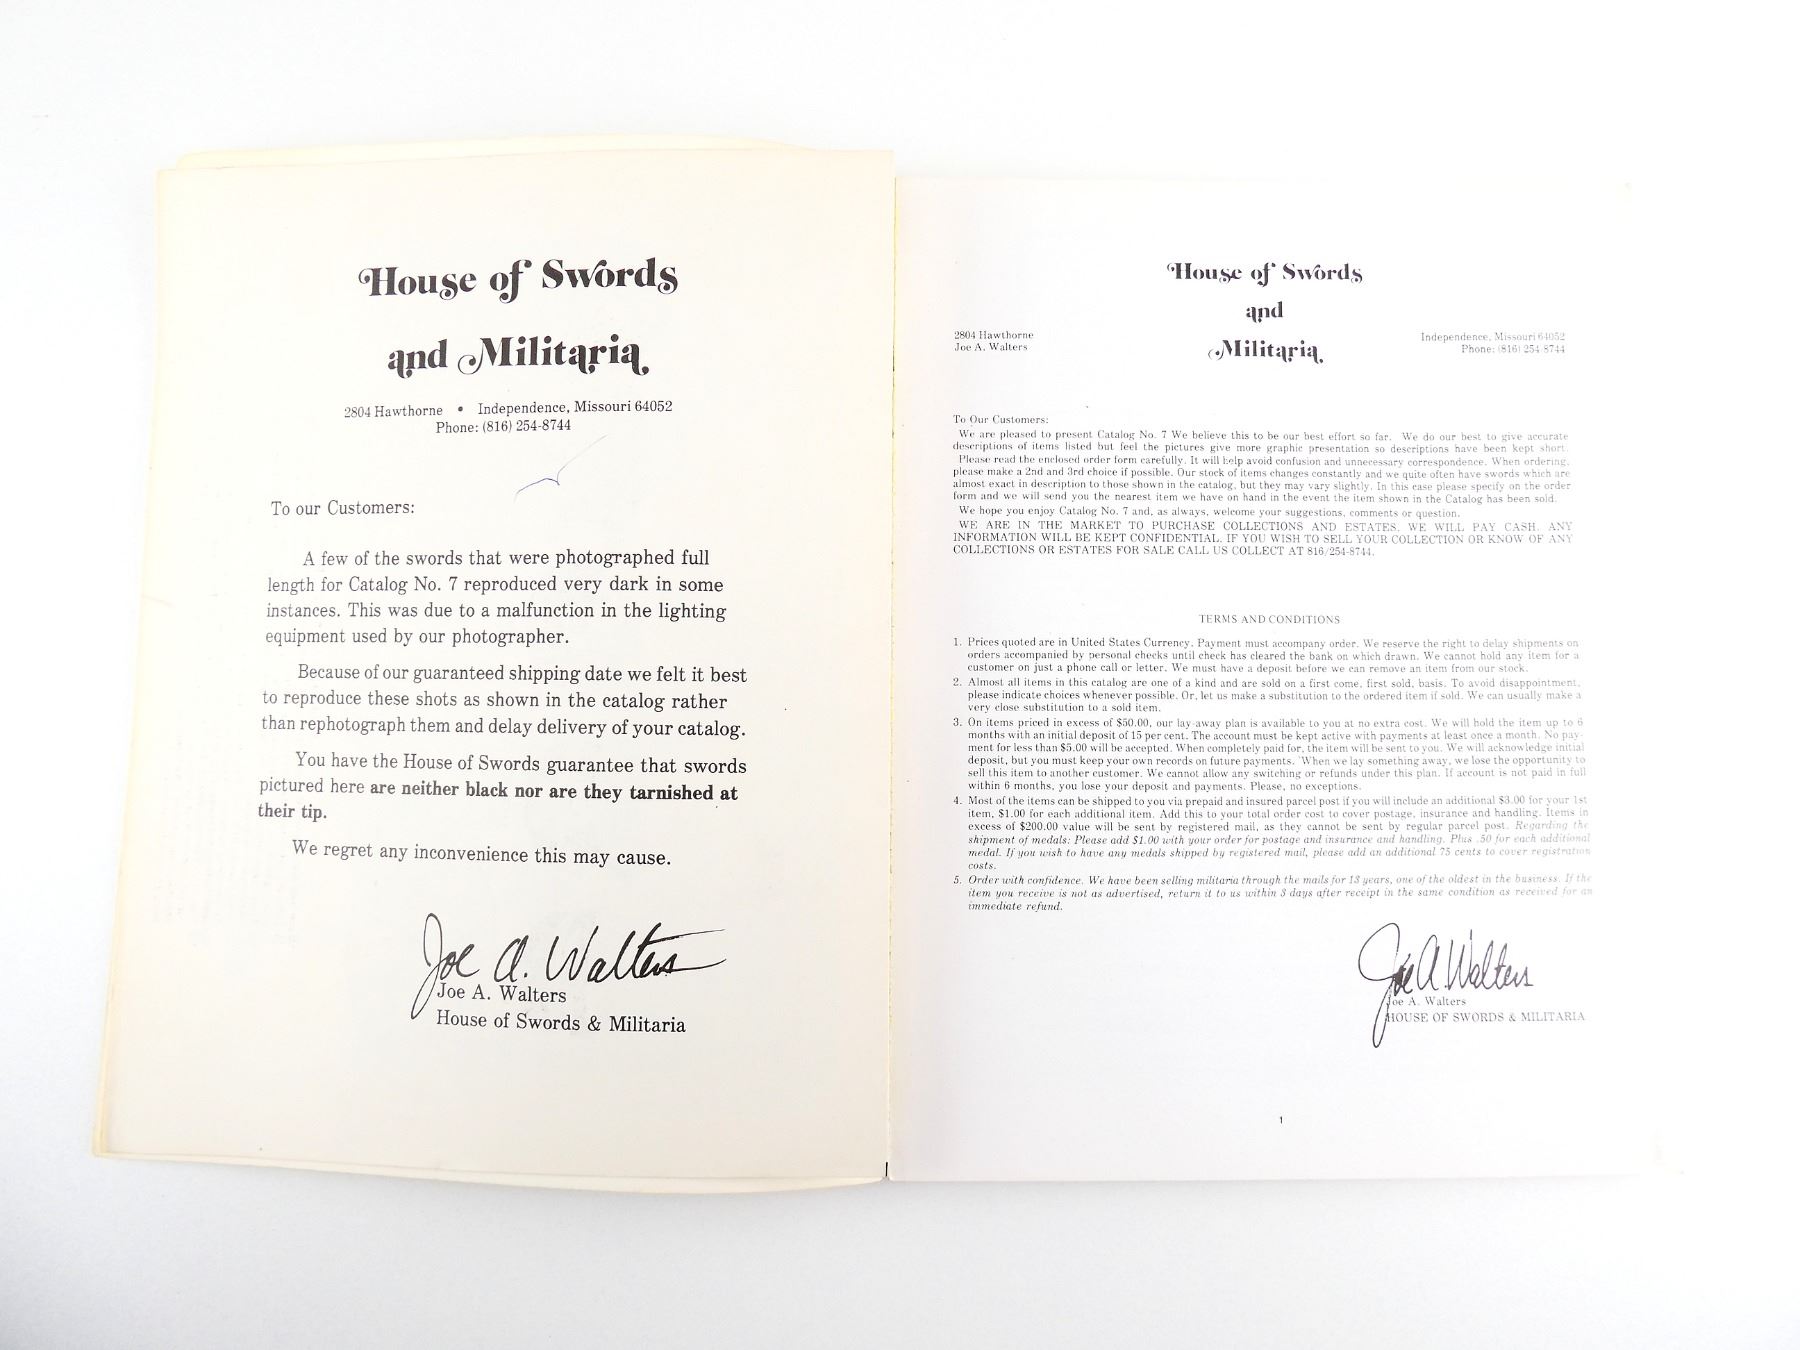 House of Swords
and Militaria
2804 Hawthorne • Independence, Missouri 64052
Phone: (816) 254-8744
To our Customers:
A few of the swords that were photographed full
length for Catalog No. 7 reproduced very dark in some
instances. This was due to a malfunction in the lighting
equipment used by our photographer.
Because of our guaranteed shipping date we felt it best
to reproduce these shots as shown in the catalog rather
than rephotograph them and delay delivery of your catalog.
You have the House of Swords guarantee that swords
pictured here are neither black nor are they tarnished at
their tip.
We regret any inconvenience this may cause.
Joe A. Walters
Joe A. Walters
House of Swords & Militaria
House of Swords
and
Militaria
2804 Hawthorne
Joe A. Walters
Independence, Missouri 64052
Phone: (816) 254-8744
To Our Customers:
We are pleased to present Catalog No. 7 We believe this to be our best effort so far. We do our best to give accurate
descriptions of items listed but feel the pictures give more graphic presentation so descriptions have been kept short.
Please read the enclosed order form carefully. It will help avoid confusion and unnecessary correspondence. When ordering,
please make a 2nd and 3rd choice if possible. Our stock of items changes constantly and we quite often have swords which are
almost exact in description to those shown in the catalog, but they may vary slightly. In this case please specify on the order
form and we will send you the nearest item we have on hand in the event the item shown in the Catalog has been sold.
We hope you enjoy Catalog No. 7 and, as always, welcome your suggestions, comments or question.
WE ARE IN THE MARKET TO PURCHASE COLLECTIONS AND ESTATES. WE WILL PAY CASH. ANY
INFORMATION WILL BE KEPT CONFIDENTIAL. IF YOU WISH TO SELL YOUR COLLECTION OR KNOW OF ANY
COLLECTIONS OR ESTATES FOR SALE CALL US COLLECT AT 816/254-8744.
TERMS AND CONDITIONS
1. Prices quoted are in United States Currency. Payment must accompany order. We reserve the right to delay shipments on
orders accompanied by personal checks until check has cleared the bank on which drawn. We cannot hold any item for a
customer on just a phone call or letter. We must have a deposit before we can remove an item from our stock.
2. Almost all items in this catalog are one of a kind and are sold on a first come, first sold, basis. To avoid disappointment,
please indicate choices whenever possible. Or, let us make a substitution to the ordered item if sold. We can usually make a
very close substitution to a sold item.
3. On items priced in excess of $50.00, our lay-away plan is available to you at no extra cost. We will hold the item up to 6
months with an initial deposit of 15 per cent. The account must be kept active with payments at least once a month. No pay-
ment for less than $5.00 will be accepted. When completely paid for, the item will be sent to you. We will acknowledge initial
deposit, but you must keep your own records on future payments. When we lay something away, we lose the opportunity to
sell this item to another customer. We cannot allow any switching or refunds under this plan. If account is not paid in full
within 6 months, you lose your deposit and payments. Please, no exceptions.
4. Most of the items can be shipped to you via prepaid and insured parcel post if you will include an additional $3.00 for your 1st
item, $1.00 for each additional item. Add this to your total order cost to cover postage, insurance and handling. Items in
excess of $200.00 value will be sent by registered mail, as they cannot be sent by regular parcel post. Regarding the
shipment of medals: Please add $1.00 with your order for postage and insurance and handling. Plus .50 for each additional
medal. If you wish to have any medals shipped by registered mail, please add an additional 75 cents to cover registration
costs.
5. Order with confidence. We have been selling militaria through the mails for 13 years, one of the oldest in the business. If the
item you receive is not as advertised, return it to us within 3 days after receipt in the same condition as received for an
immediate refund.
Joe A Walters
Joe A. Walters
HOUSE OF SWORDS & MILITARIA
1